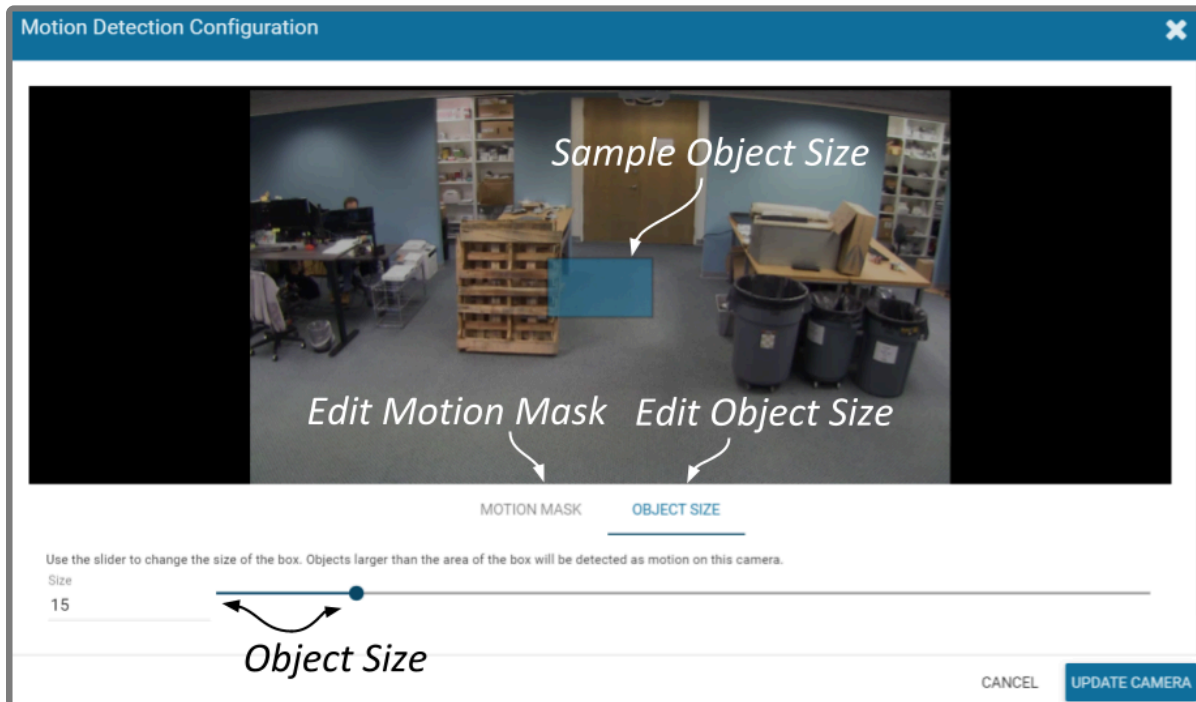 Motion Detection Configuration
Sample Object Size
Edit Motion Mask Edit Object Size
MOTION MASK OBJECT SIZE
Use the slider to change the size of the box. Objects larger than the area of the box will be detected as motion on this camera.
Size
15
Object Size
CANCEL UPDATE CAMERA